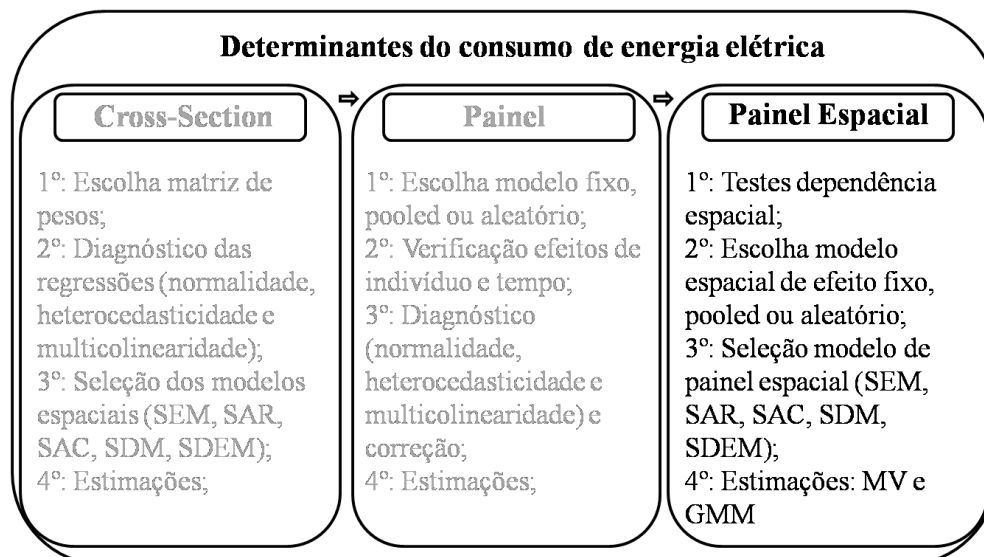 Determinantes do consumo de energia elétrica
Cross-Section
1º: Escolha matriz de
pesos;
2º: Diagnóstico das
regressões (normalidade,
heterocedasticidade e
multicolinearidade);
3º: Seleção dos modelos
espaciais (SEM, SAR,
SAC, SDM, SDEM);
4º: Estimações;
Painel
1º: Escolha modelo fixo,
pooled ou aleatório;
2º: Verificação efeitos de
indivíduo e tempo;
3º: Diagnóstico
(normalidade,
heterocedasticidade e
multicolinearidade) e
correção;
4º: Estimações;
Painel Espacial
1º: Testes dependência
espacial;
2º: Escolha modelo
espacial de efeito fixo,
pooled ou aleatório;
3º: Seleção modelo de
painel espacial (SEM,
SAR, SAC, SDM,
SDEM);
4º: Estimações: MV e
GMM